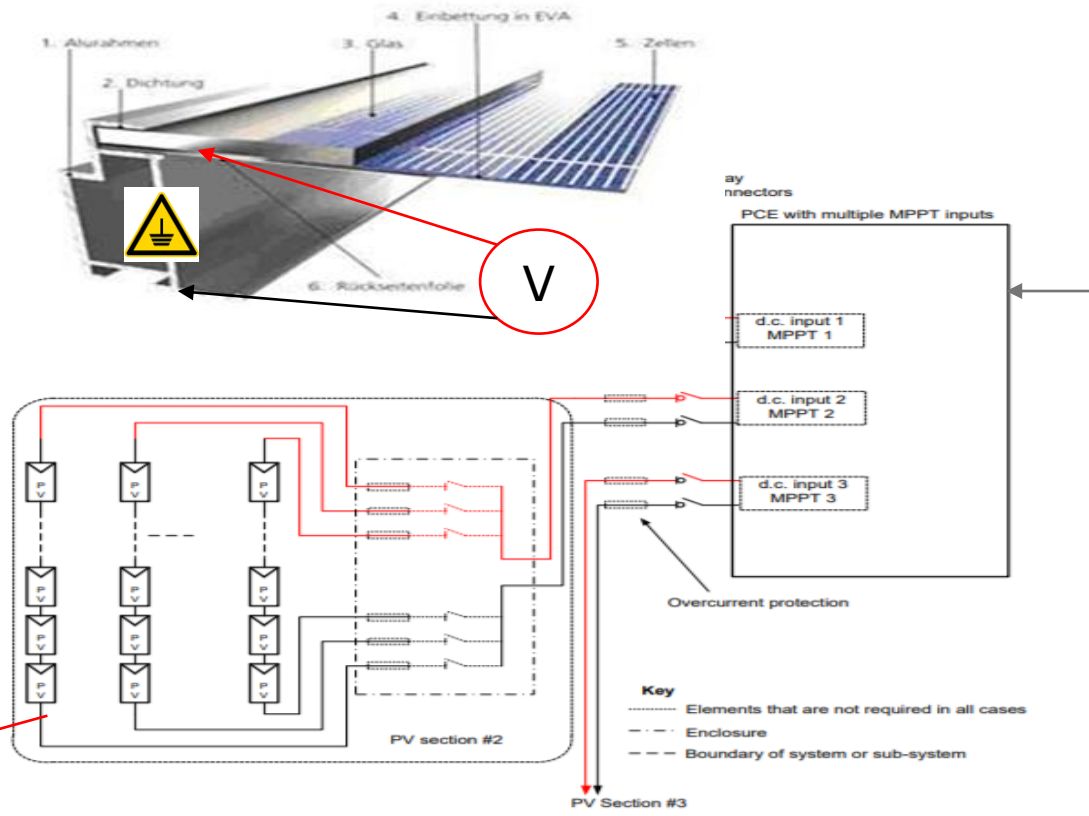 4. Einbettung in EVA
1. Alurahmen
3. Glas
5. Zellen
2. Dichtung
6. Rückseitenfolie
V
ay
nnectors
PCE with multiple MPPT inputs
d.c. input 1
MPPT 1
d.c. input 2
MPPT 2
d.c. input 3
MPPT 3
Overcurrent protection
PV
PV
PV
PV
PV
PV
PV
PV
PV
PV
PV
PV
PV section #2
Key
Elements that are not required in all cases
Enclosure
Boundary of system or sub-system
PV Section #3